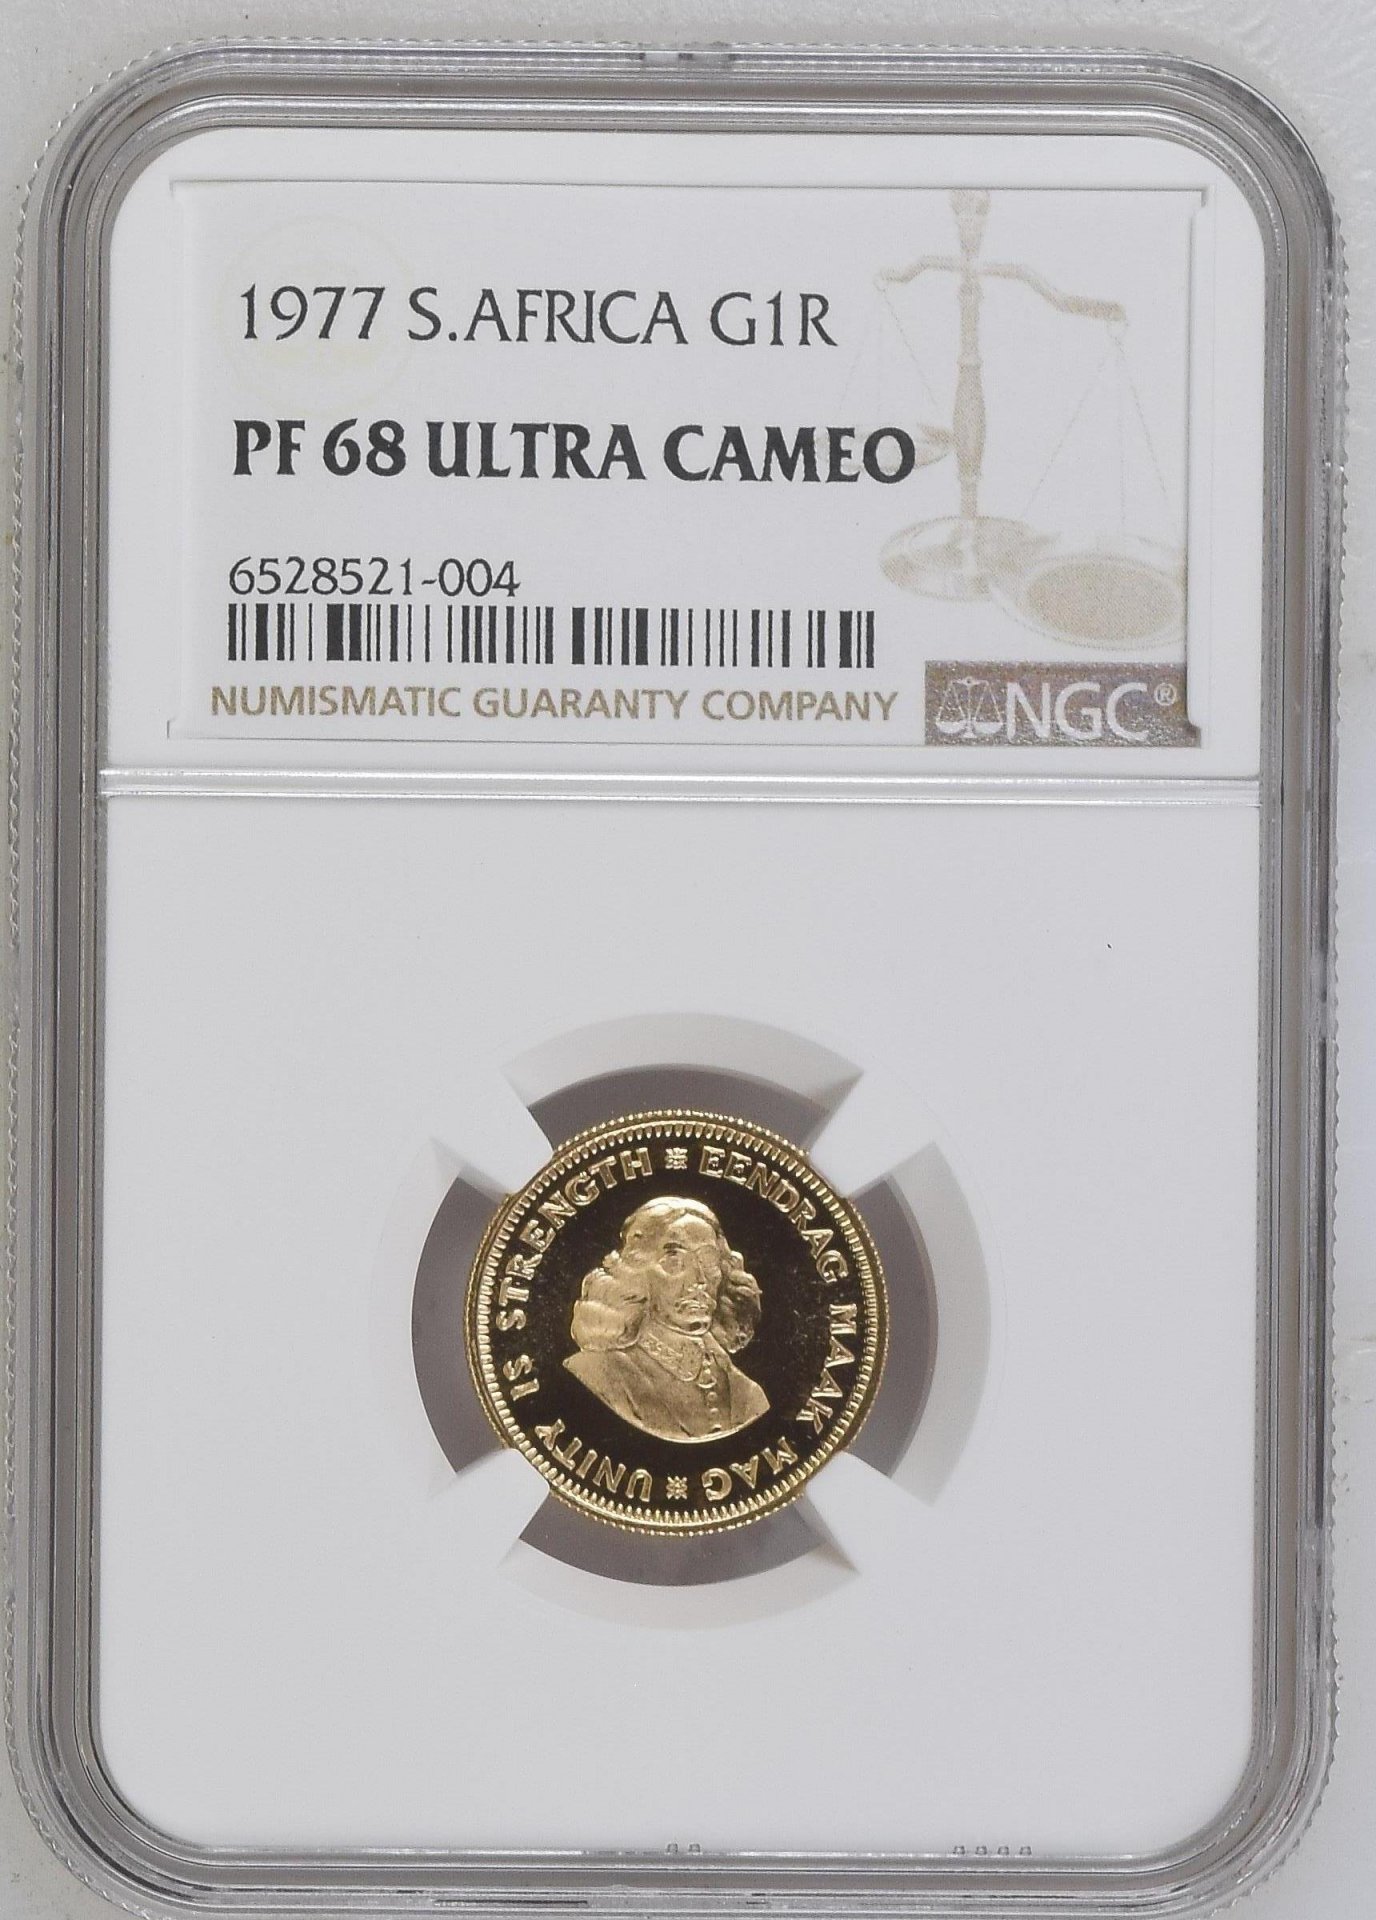 1977 S.AFRICA G1R
PF 68 ULTRA CAMEO
6528521-004
NUMISMATIC GUARANTY COMPANY
NGC®
UNITY IS STRENGTH ⁕ EENDRAG MAAK MAG ⁕